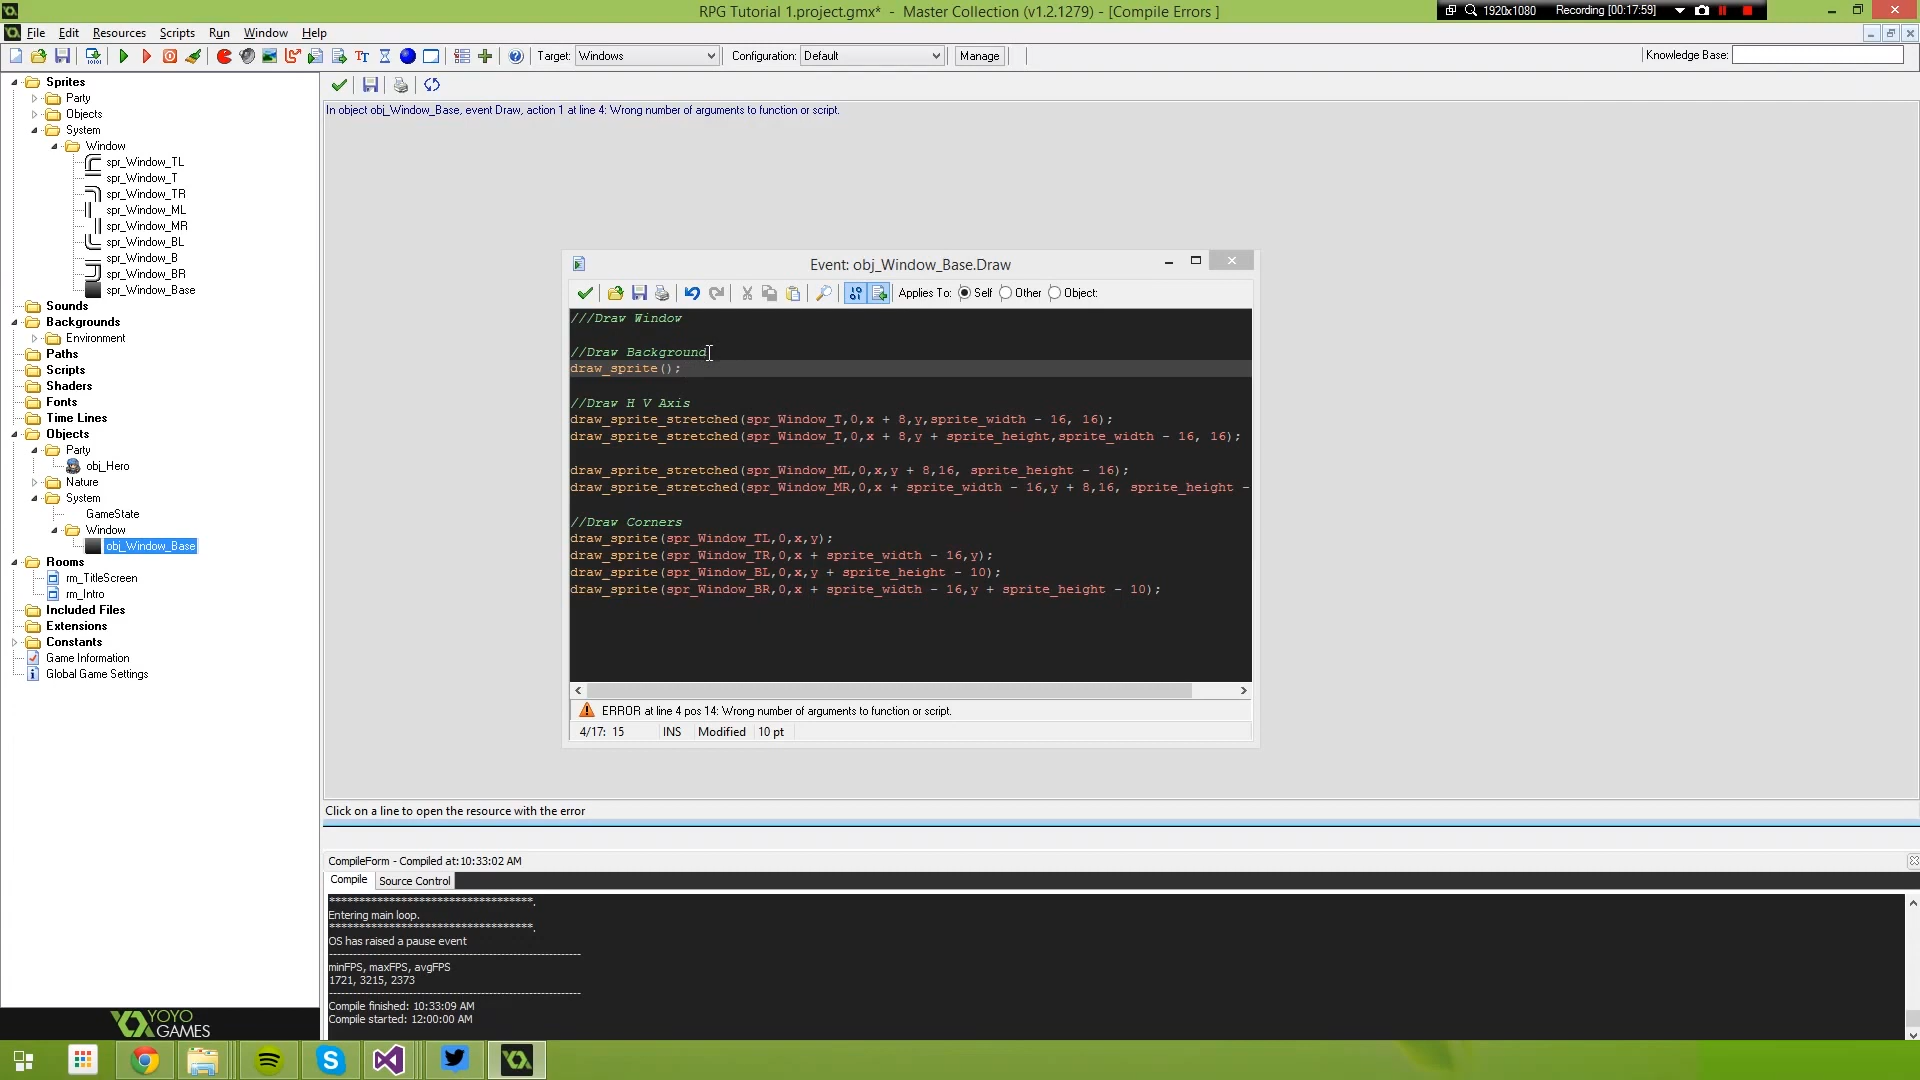 RPG Tutorial 1.project.gmx* - Master Collection (v1.2.1279) - [Compile Errors ]
1920x1080 Recording [00:17:59]
File Edit Resources Scripts Run Window Help
Target: Windows Configuration: Default Manage Knowledge Base:
Sprites
Party
Objects
System
Window
spr_Window_TL
spr_Window_T
spr_Window_TR
spr_Window_ML
spr_Window_MR
spr_Window_BL
spr_Window_B
spr_Window_BR
spr_Window_Base
Sounds
Backgrounds
Environment
Paths
Scripts
Shaders
Fonts
Time Lines
Objects
Party
obj_Hero
Nature
System
GameState
Window
obj_Window_Base
Rooms
rm_TitleScreen
rm_Intro
Included Files
Extensions
Constants
Game Information
Global Game Settings
YOYO
GAMES
In object obj_Window_Base, event Draw, action 1 at line 4: Wrong number of arguments to function or script.
Event: obj_Window_Base.Draw
Applies To: Self Other Object:
///Draw Window
//Draw Background
draw_sprite();
//Draw H V Axis
draw_sprite_stretched(spr_Window_T,0,x + 8,y,sprite_width - 16, 16);
draw_sprite_stretched(spr_Window_T,0,x + 8,y + sprite_height,sprite_width - 16, 16);
draw_sprite_stretched(spr_Window_ML,0,x,y + 8,16, sprite_height - 16);
draw_sprite_stretched(spr_Window_MR,0,x + sprite_width - 16,y + 8,16, sprite_height -
//Draw Corners
draw_sprite(spr_Window_TL,0,x,y);
draw_sprite(spr_Window_TR,0,x + sprite_width - 16,y);
draw_sprite(spr_Window_BL,0,x,y + sprite_height - 10);
draw_sprite(spr_Window_BR,0,x + sprite_width - 16,y + sprite_height - 10);
ERROR at line 4 pos 14: Wrong number of arguments to function or script.
4/17: 15 INS Modified 10 pt
Click on a line to open the resource with the error
CompileForm - Compiled at:10:33:02 AM
Compile Source Control
***********************************.
Entering main loop.
***********************************.
OS has raised a pause event
----------------------------------------------------------------
minFPS, maxFPS, avgFPS
1721, 3215, 2373
----------------------------------------------------------------
Compile finished: 10:33:09 AM
Compile started: 12:00:00 AM